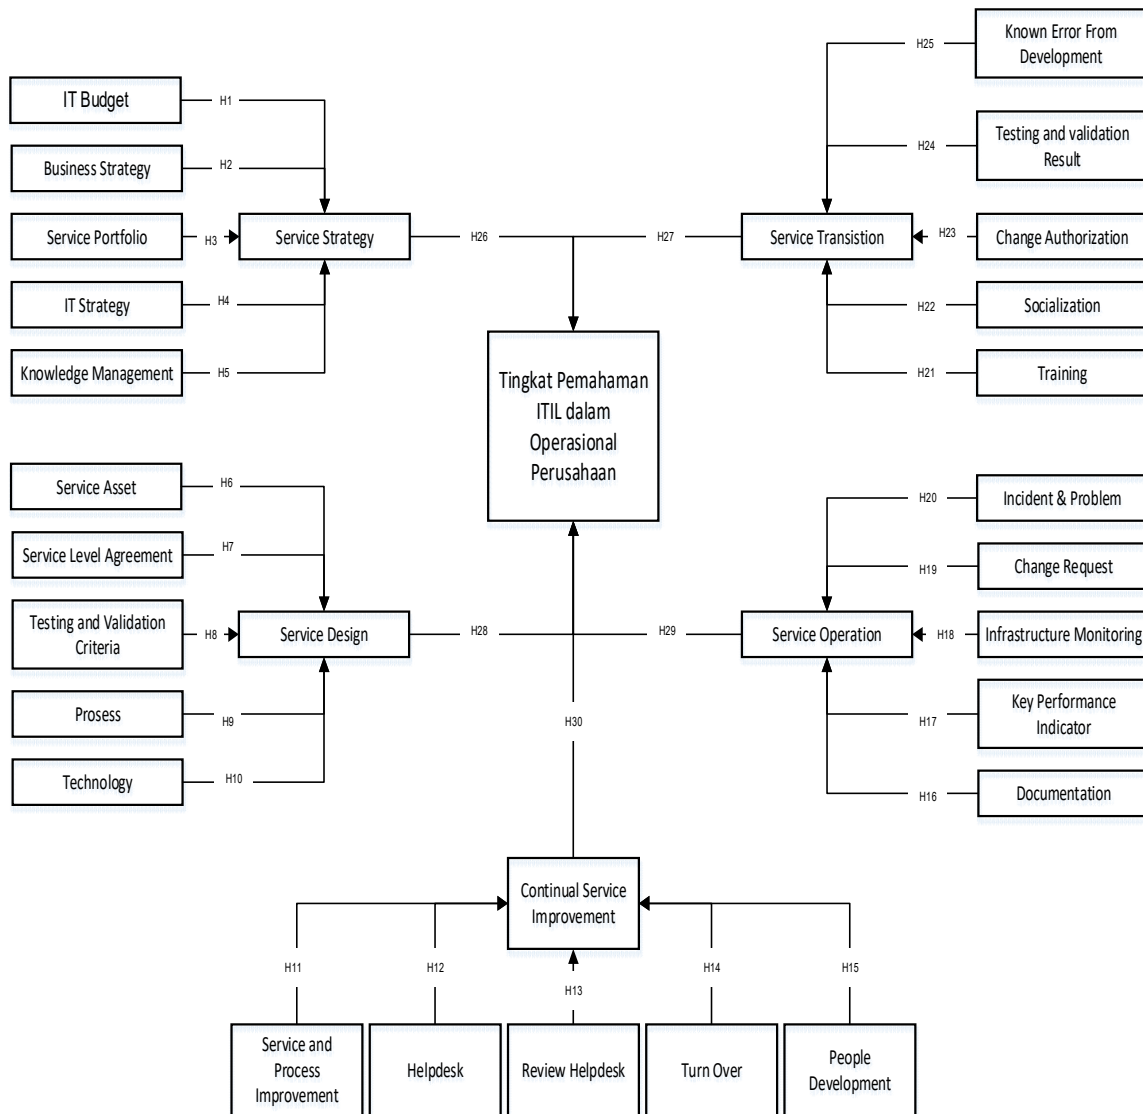 IT Budget
H1
Business Strategy
H2
Service Portfolio
H3
Service Strategy
H26
IT Strategy
H4
Knowledge Management
H5
Known Error From
Development
H25
Testing and validation
Result
H24
H27
Service Transistion
H23
Change Authorization
H22
Socialization
H21
Training
Tingkat Pemahaman
ITIL dalam
Operasional
Perusahaan
Service Asset
H6
Service Level Agreement
H7
Testing and Validation
Criteria
H8
Service Design
H28
Prosess
H9
Technology
H10
H20
Incident & Problem
H19
Change Request
H29
Service Operation
H18
Infrastructure Monitoring
H17
Key Performance
Indicator
H16
Documentation
H30
Continual Service
Improvement
H11
H12
H13
H14
H15
Service and
Process
Improvement
Helpdesk
Review Helpdesk
Turn Over
People
Development